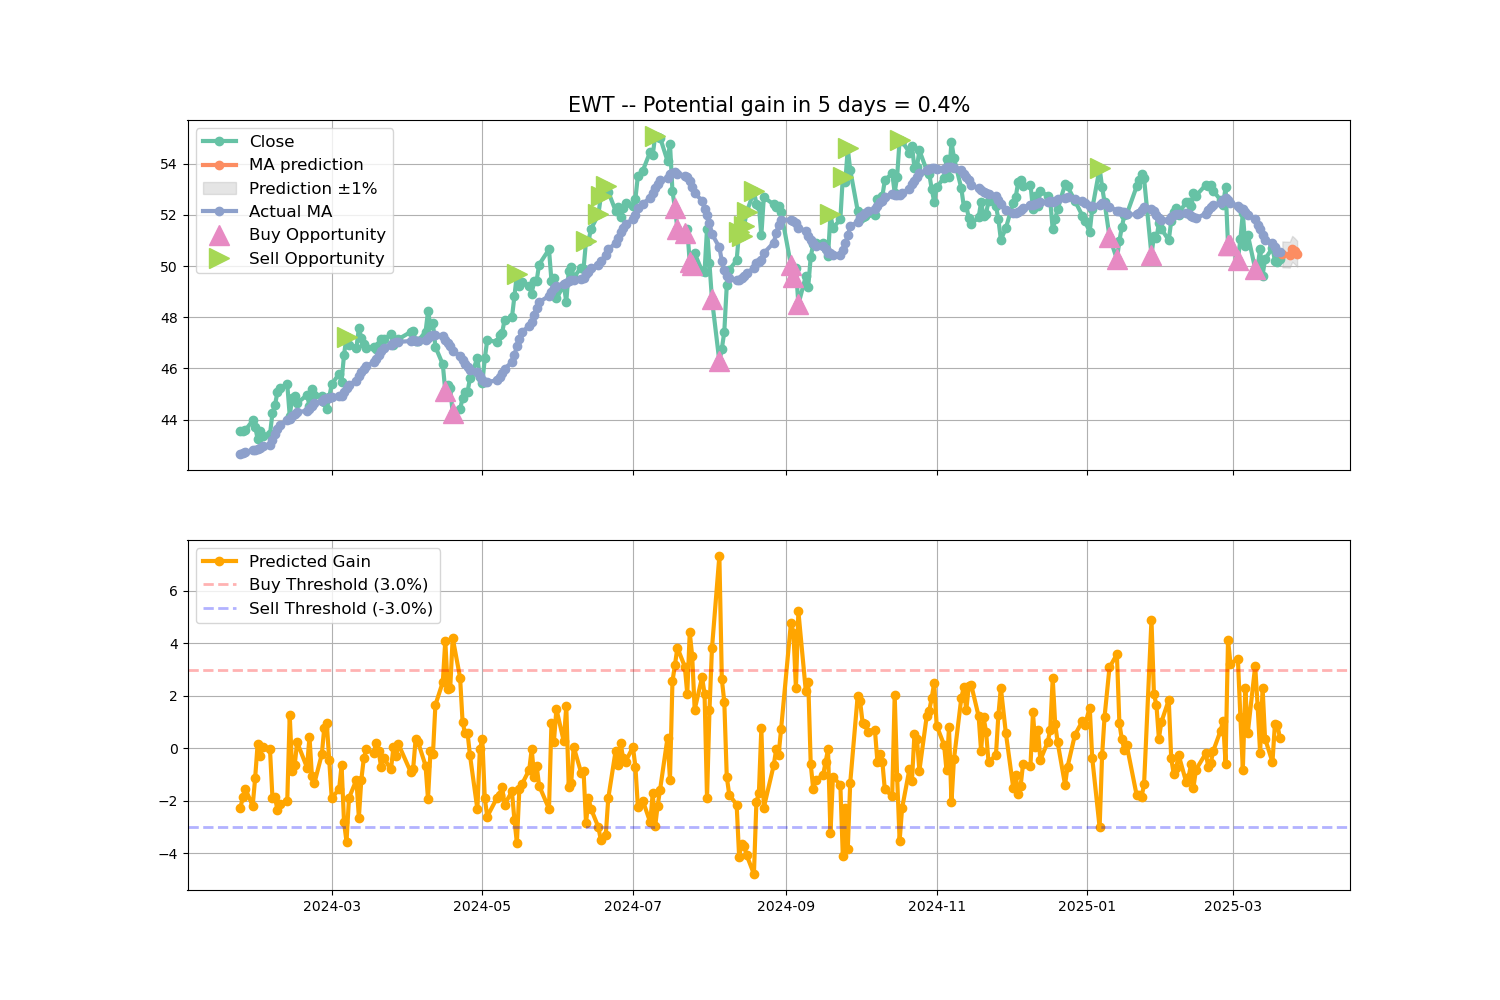 EWT -- Potential gain in 5 days = 0.4%
Close
MA prediction
Prediction ±1%
Actual MA
Buy Opportunity
Sell Opportunity
54
52
50
48
46
44
Predicted Gain
Buy Threshold (3.0%)
Sell Threshold (-3.0%)
6
4
2
0
−2
−4
2024-03
2024-05
2024-07
2024-09
2024-11
2025-01
2025-03